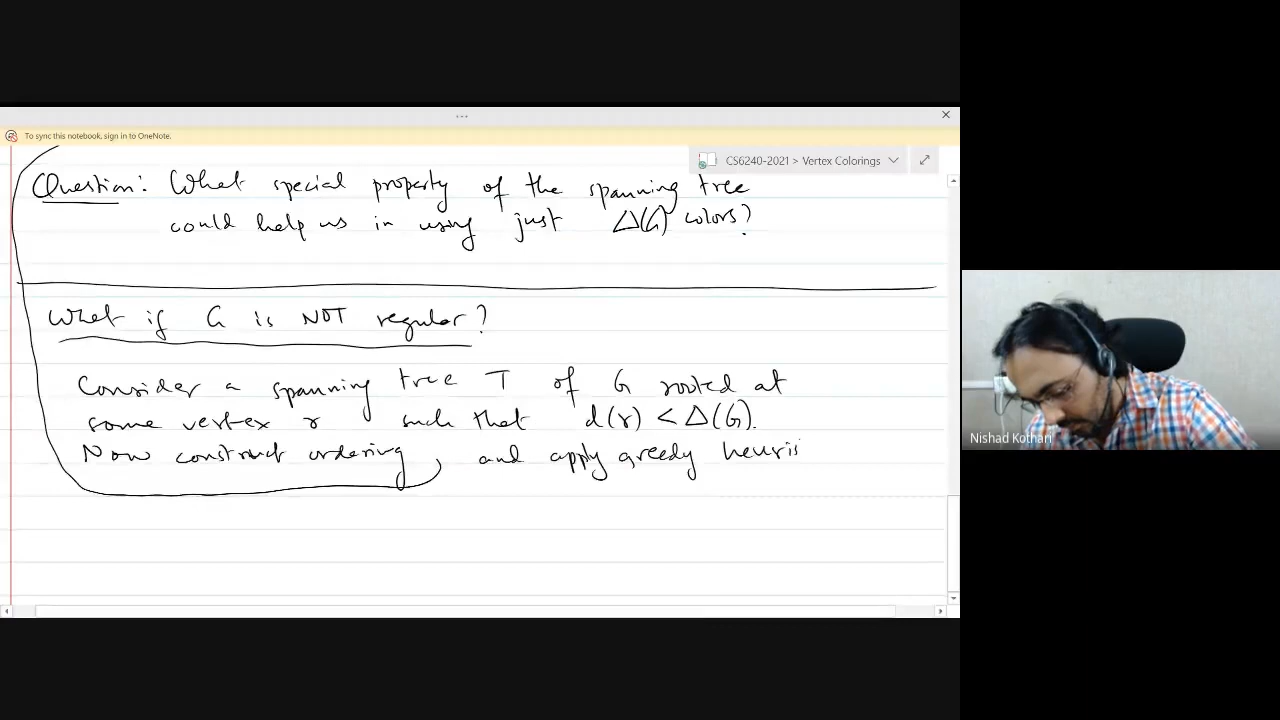 To sync this notebook, sign in to OneNote.
CS6240-2021 > Vertex Colorings
Question: What special property of the spanning tree
could help us in using just Δ(G) colors?
What if G is NOT regular?
Consider a spanning tree T of G rooted at
some vertex r such that d(r) < Δ(G).
Now construct ordering, and apply greedy heuris
Nishad Kothari